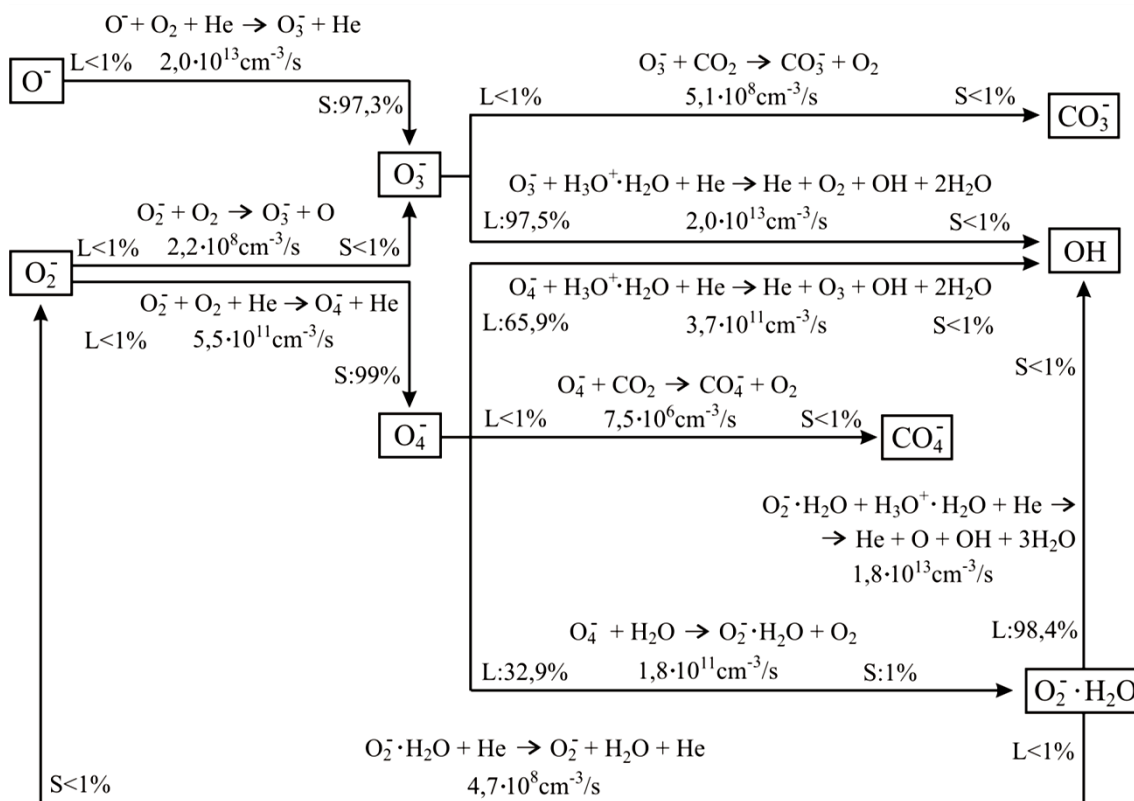 O⁻ + O₂ + He → O₃⁻ + He
L<1% 2,0·10¹³cm⁻³/s
O⁻
S:97,3%
O₃⁻ + CO₂ → CO₃⁻ + O₂
L<1% 5,1·10⁸cm⁻³/s S<1%
CO₃⁻
O₃⁻
O₃⁻ + H₃O⁺·H₂O + He → He + O₂ + OH + 2H₂O
L:97,5% 2,0·10¹³cm⁻³/s S<1%
O₂⁻ + O₂ → O₃⁻ + O
L<1% 2,2·10⁸cm⁻³/s S<1%
O₂⁻
OH
O₂⁻ + O₂ + He → O₄⁻ + He
L<1% 5,5·10¹¹cm⁻³/s
S:99%
O₄⁻ + H₃O⁺·H₂O + He → He + O₃ + OH + 2H₂O
L:65,9% 3,7·10¹¹cm⁻³/s S<1%
S<1%
O₄⁻ + CO₂ → CO₄⁻ + O₂
L<1% 7,5·10⁶cm⁻³/s S<1%
O₄⁻
CO₄⁻
O₂⁻·H₂O + H₃O⁺·H₂O + He →
→ He + O + OH + 3H₂O
1,8·10¹³cm⁻³/s
L:98,4%
O₄⁻ + H₂O → O₂⁻·H₂O + O₂
L:32,9% 1,8·10¹¹cm⁻³/s S:1%
O₂⁻·H₂O
O₂⁻·H₂O + He → O₂⁻ + H₂O + He
S<1% 4,7·10⁸cm⁻³/s L<1%